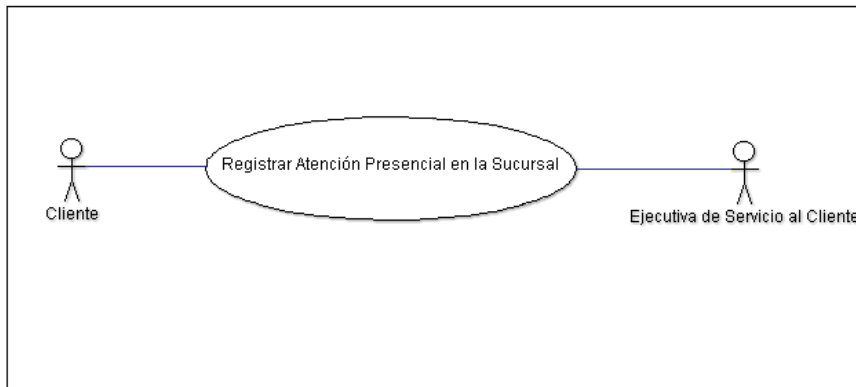 Registrar Atención Presencial en la Sucursal
Cliente
Ejecutiva de Servicio al Cliente